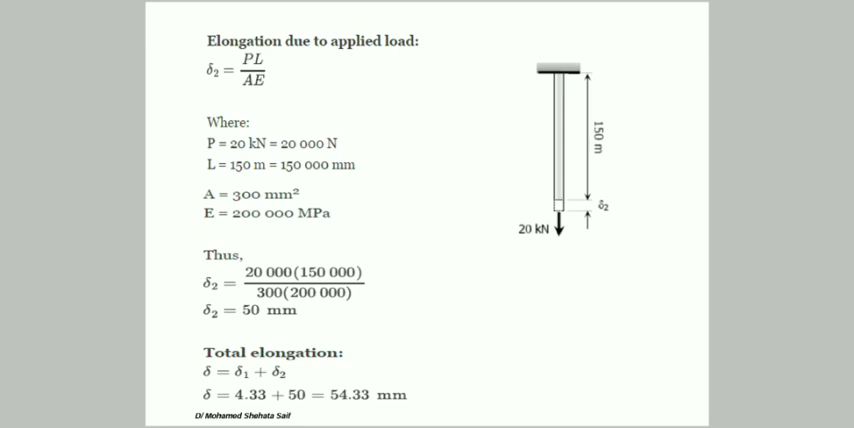 Elongation due to applied load:
δ₂ = PL / AE
Where:
P = 20 kN = 20 000 N
L = 150 m = 150 000 mm
A = 300 mm²
E = 200 000 MPa
Thus,
δ₂ = 20 000(150 000) / 300(200 000)
δ₂ = 50 mm
Total elongation:
δ = δ₁ + δ₂
δ = 4.33 + 50 = 54.33 mm
D/ Mohamed Shehata Saif
150 m
δ₂
20 kN